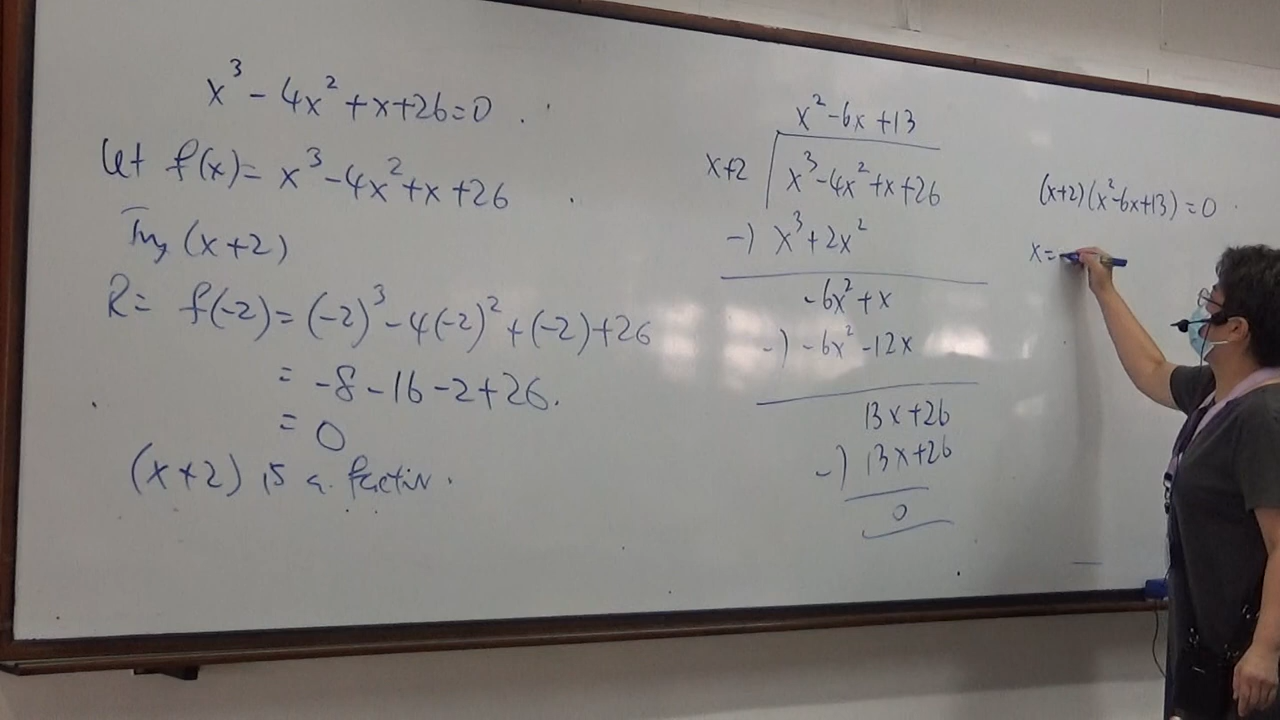 x³ - 4x² + x + 26 = 0 .
Let f(x) = x³ - 4x² + x + 26
Try (x+2)
R = f(-2) = (-2)³ - 4(-2)² + (-2) + 26
= -8 - 16 - 2 + 26.
= 0
(x+2) is a factor.
x² - 6x + 13
x+2 x³ - 4x² + x + 26
-) x³ + 2x²
-6x² + x
-) -6x² - 12x
13x + 26
-) 13x + 26
0
(x+2)(x² - 6x + 13) = 0 .
x = -